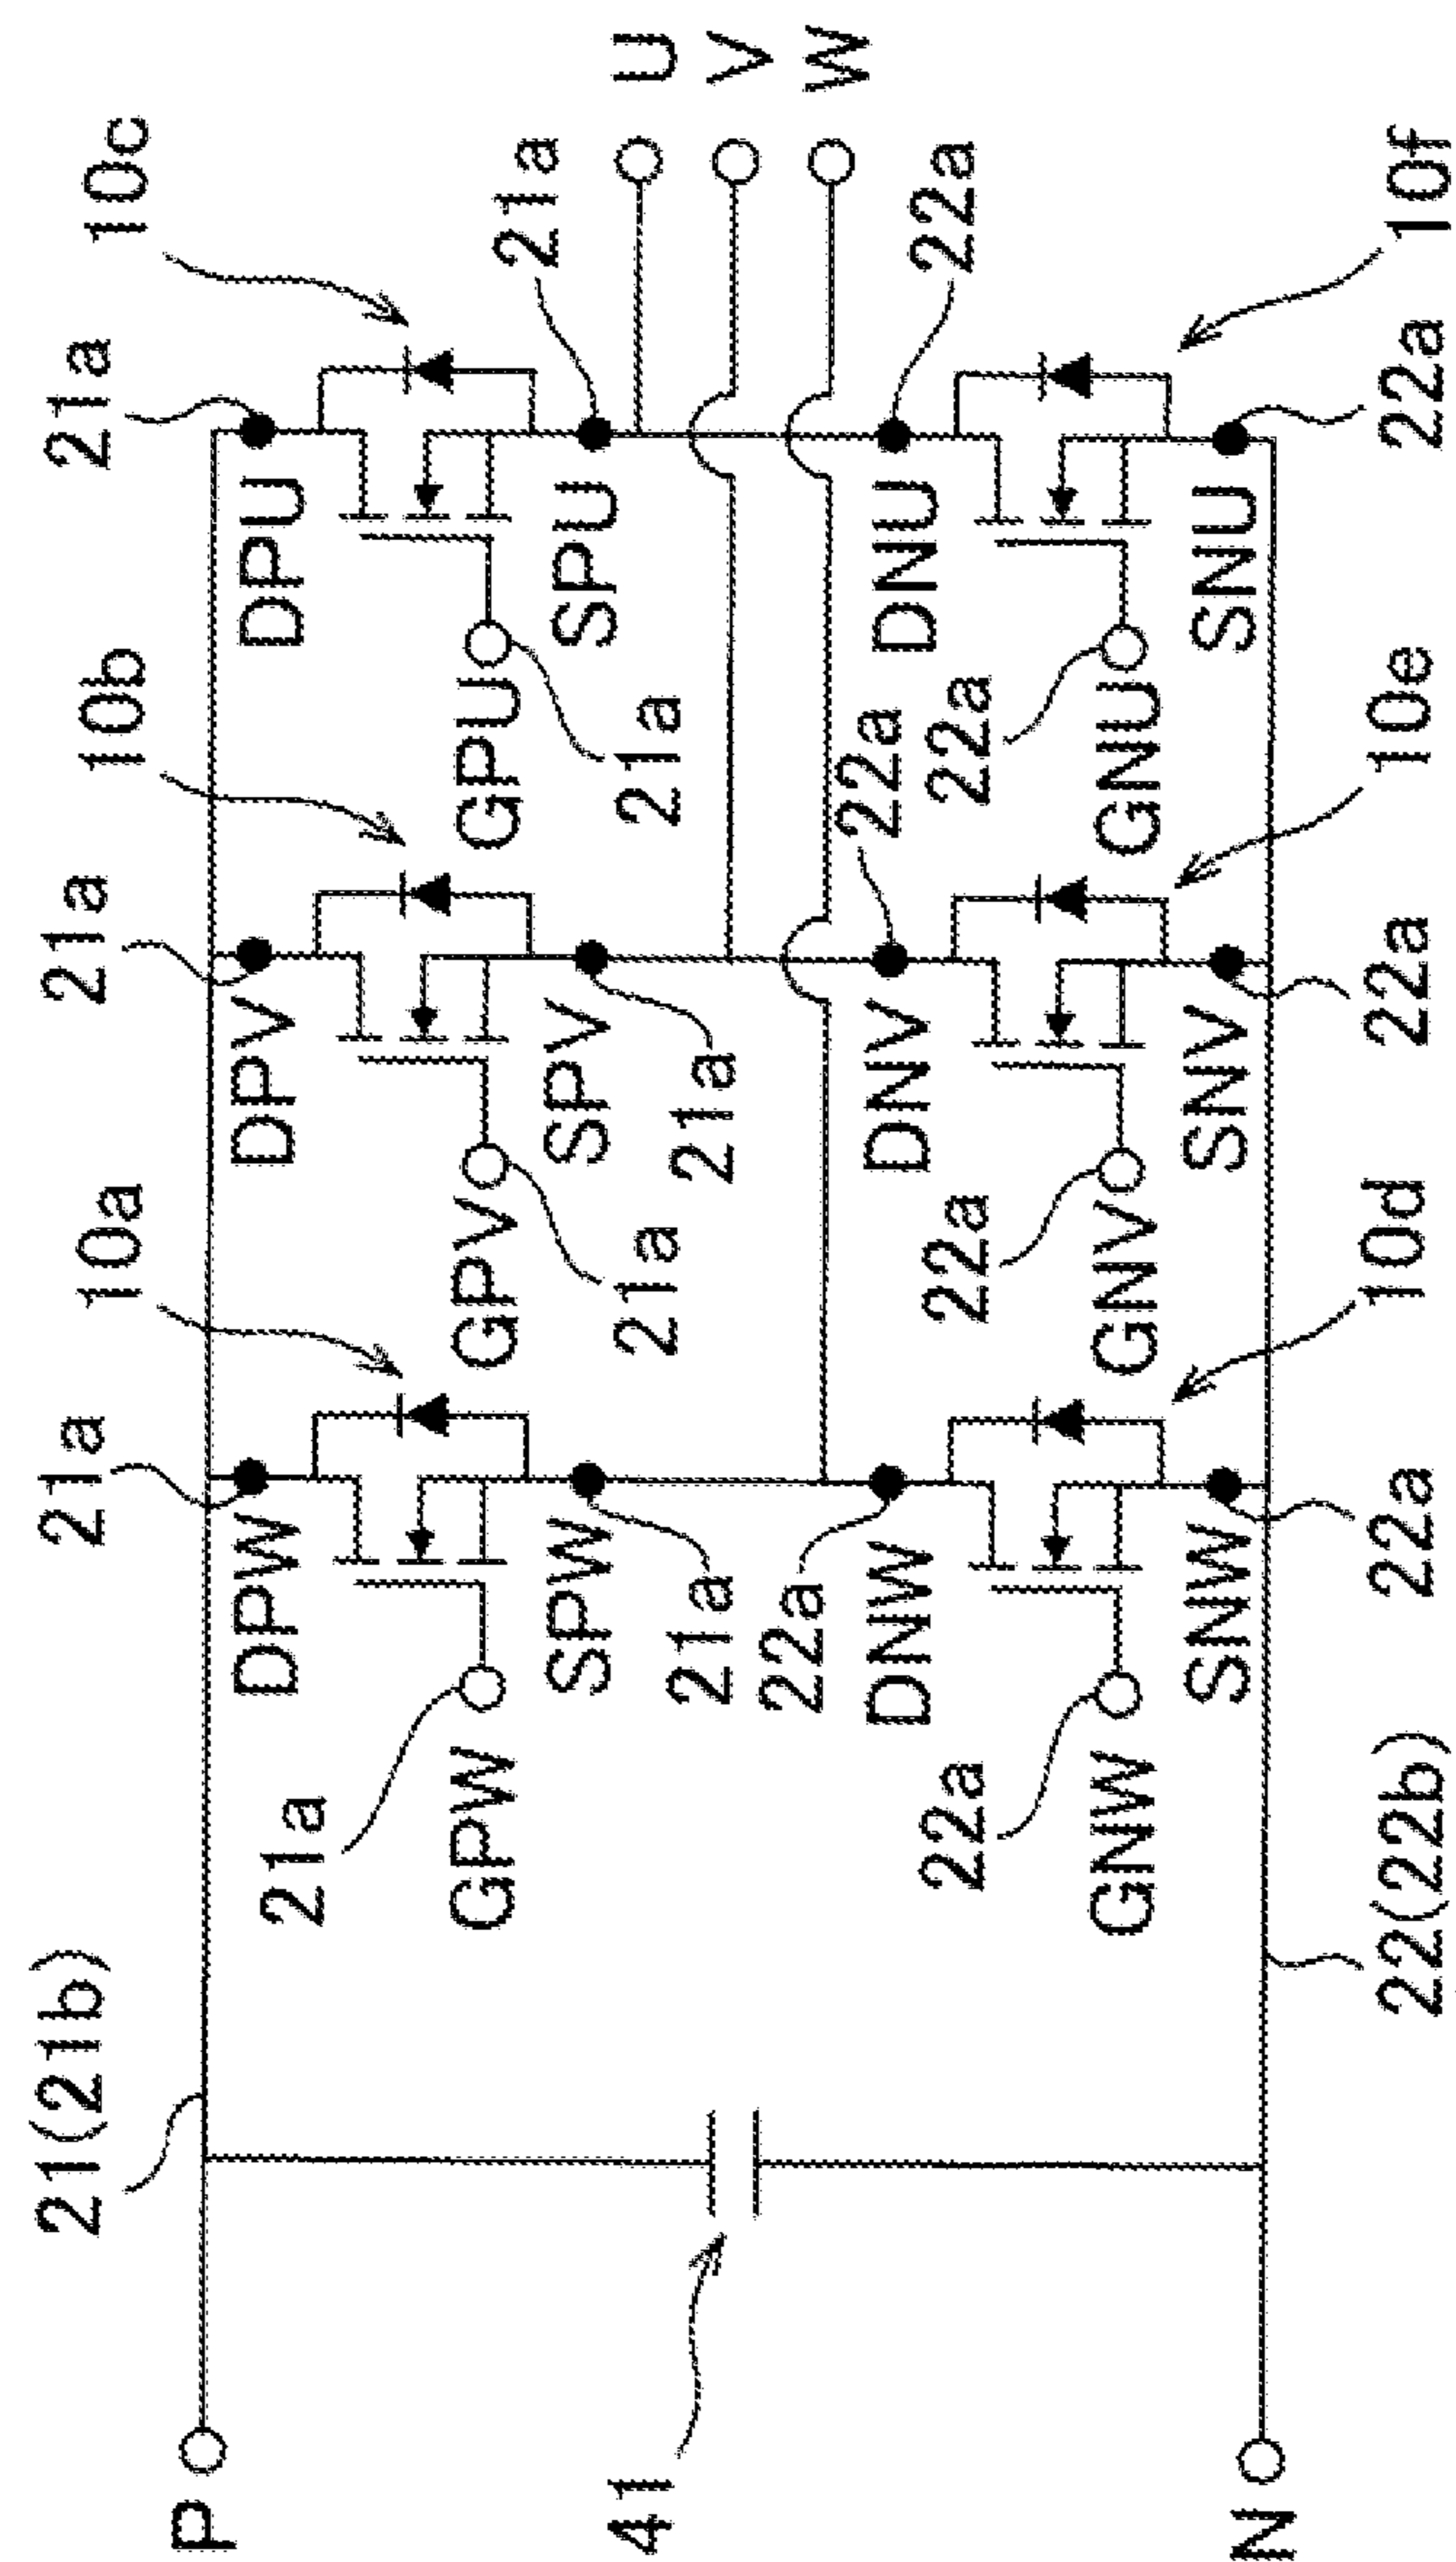 P
21(21b)
21a
10a
21a
10b
21a
10c
DPW
DPV
DPU
21a
GPW
SPW
21a
GPV
21a
SPV
21a
GPU
21a
SPU
21a
U
V
W
41
22a
DNW
22a
GNW
SNW
22a
DNV
22a
GNV
SNV
22a
DNU
22a
GNU
SNU
N
22(22b)
22a
10d
22a
10e
22a
10f